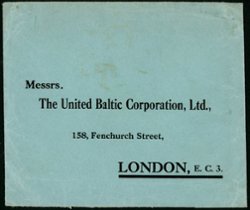 Messrs.
The United Baltic Corporation, Ltd.,
158, Fenchurch Street,
LONDON, E. C. 3.